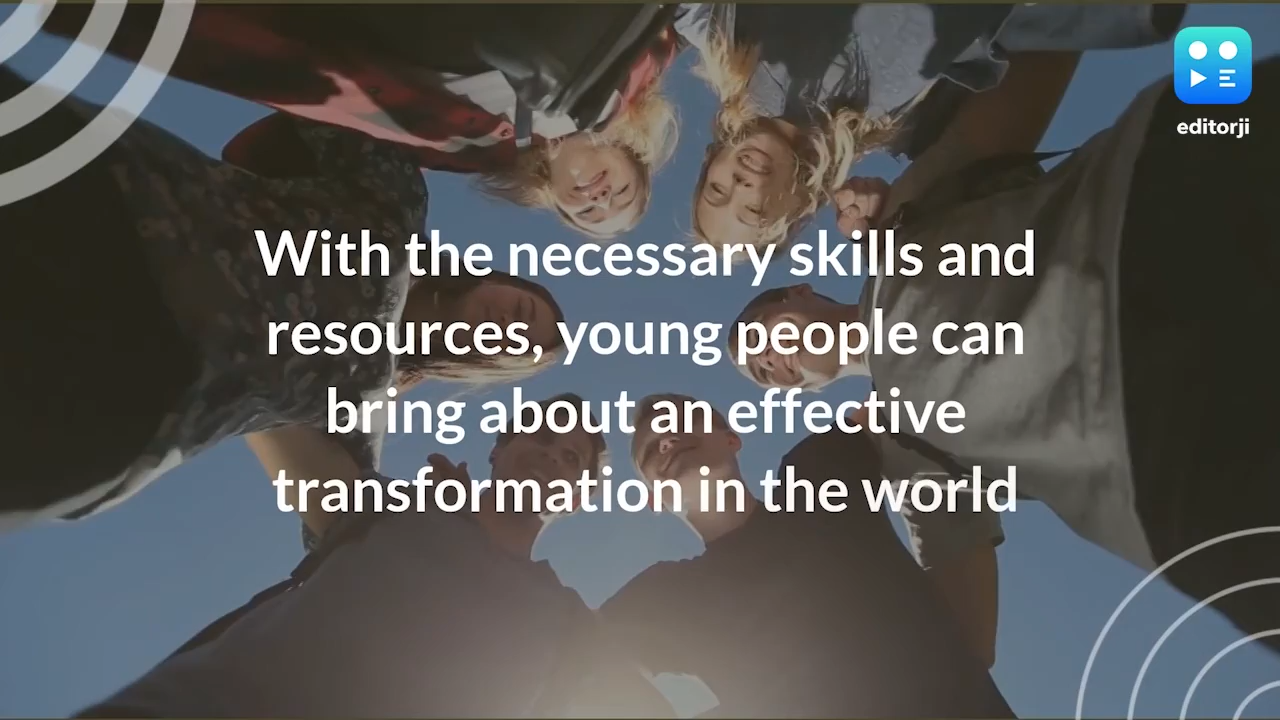 editorji
With the necessary skills and
resources, young people can
bring about an effective
transformation in the world